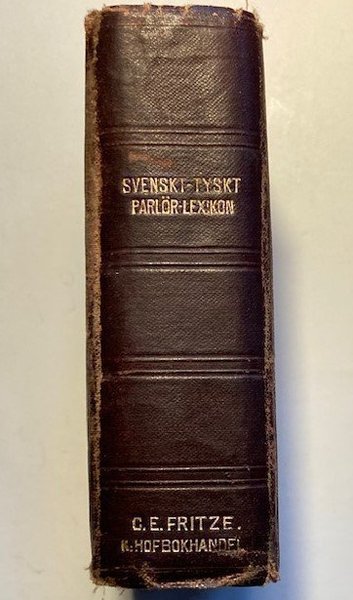 SVENSKT-TYSKT
PARLÖR-LEXIKON
C.E. FRITZE.
K. HOFBOKHANDEL